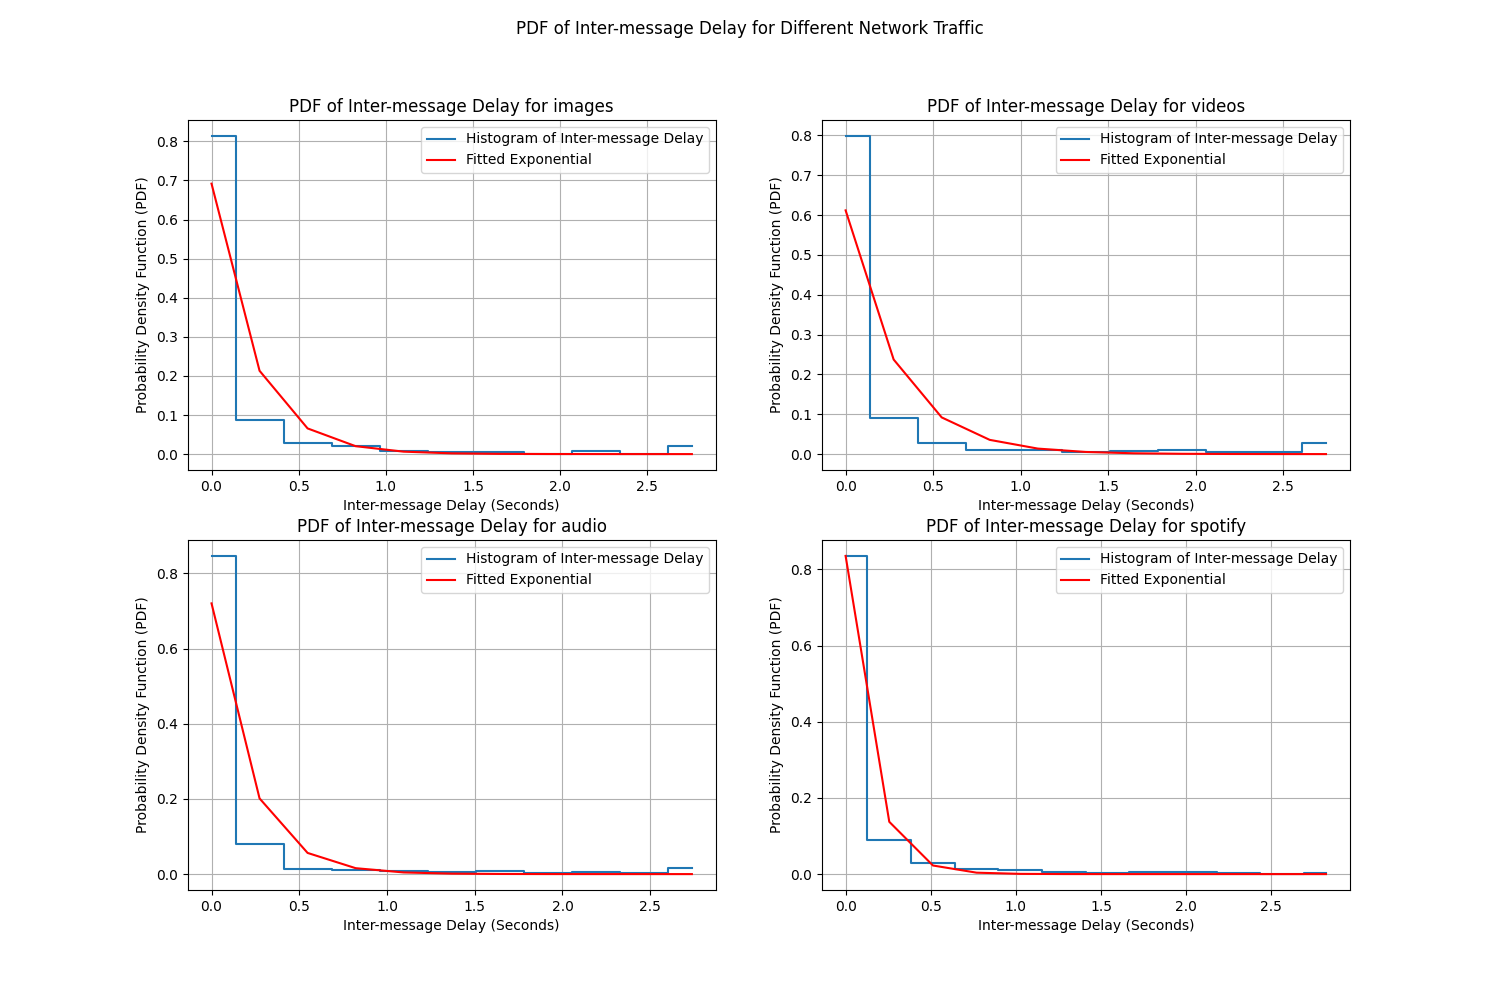 PDF of Inter-message Delay for Different Network Traffic
PDF of Inter-message Delay for images
Histogram of Inter-message Delay
Fitted Exponential
Probability Density Function (PDF)
0.8
0.7
0.6
0.5
0.4
0.3
0.2
0.1
0.0
0.0 0.5 1.0 1.5 2.0 2.5
Inter-message Delay (Seconds)
PDF of Inter-message Delay for videos
Histogram of Inter-message Delay
Fitted Exponential
Probability Density Function (PDF)
0.8
0.7
0.6
0.5
0.4
0.3
0.2
0.1
0.0
0.0 0.5 1.0 1.5 2.0 2.5
Inter-message Delay (Seconds)
PDF of Inter-message Delay for audio
Histogram of Inter-message Delay
Fitted Exponential
Probability Density Function (PDF)
0.8
0.6
0.4
0.2
0.0
0.0 0.5 1.0 1.5 2.0 2.5
Inter-message Delay (Seconds)
PDF of Inter-message Delay for spotify
Histogram of Inter-message Delay
Fitted Exponential
Probability Density Function (PDF)
0.8
0.6
0.4
0.2
0.0
0.0 0.5 1.0 1.5 2.0 2.5
Inter-message Delay (Seconds)